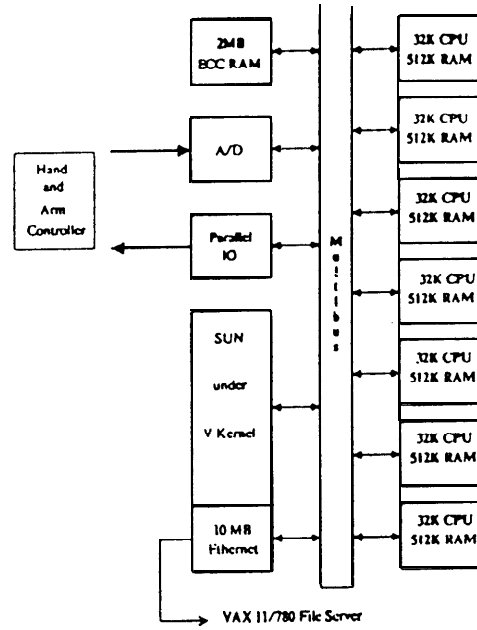 2MB
ECC RAM
A/D
Hand
and
Arm
Controller
Parallel
IO
SUN
under
V Kernel
10 MB
Ethernet
VAX 11/780 File Server
Multibus
32K CPU
512K RAM
32K CPU
512K RAM
32K CPU
512K RAM
32K CPU
512K RAM
32K CPU
512K RAM
32K CPU
512K RAM
32K CPU
512K RAM